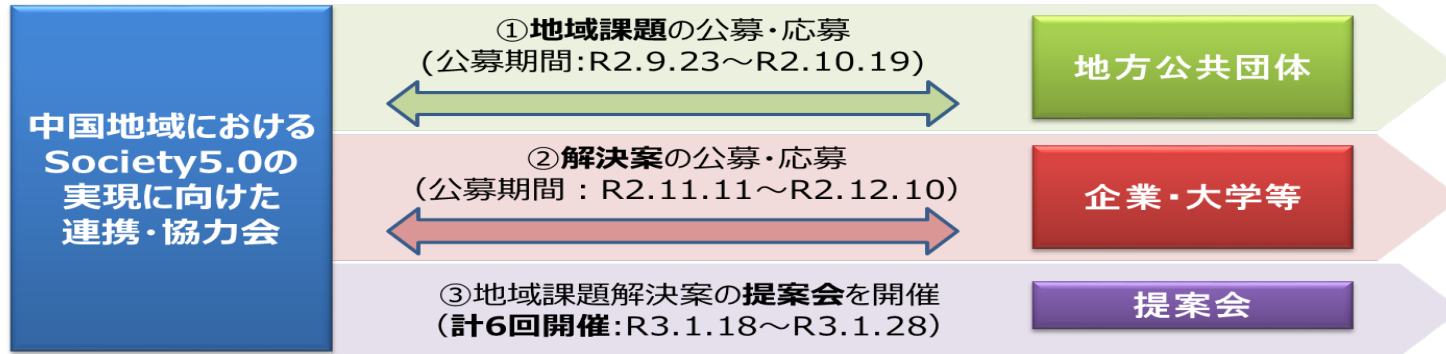 中国地域における
Society5.0の
実現に向けた
連携・協力会
①地域課題の公募・応募
(公募期間:R2.9.23～R2.10.19)
地方公共団体
②解決案の公募・応募
（公募期間：R2.11.11～R2.12.10）
企業・大学等
③地域課題解決案の提案会を開催
（計6回開催:R3.1.18～R3.1.28）
提案会